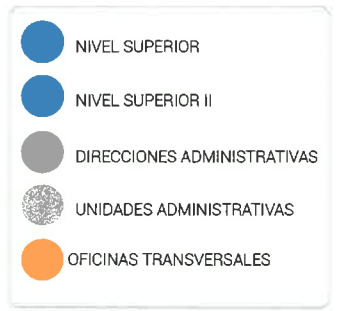 NIVEL SUPERIOR
NIVEL SUPERIOR II
DIRECCIONES ADMINISTRATIVAS
UNIDADES ADMINISTRATIVAS
OFICINAS TRANSVERSALES